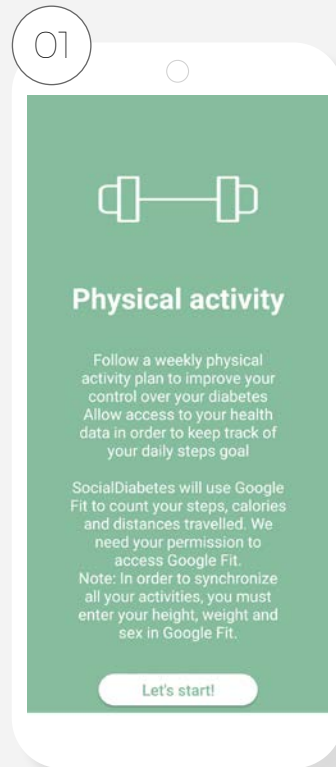 01
Physical activity
Follow a weekly physical
activity plan to improve your
control over your diabetes
Allow access to your health
data in order to keep track of
your daily steps goal
SocialDiabetes will use Google
Fit to count your steps, calories
and distances travelled. We
need your permission to
access Google Fit.
Note: In order to synchronize
all your activities, you must
enter your height, weight and
sex in Google Fit.
Let's start!